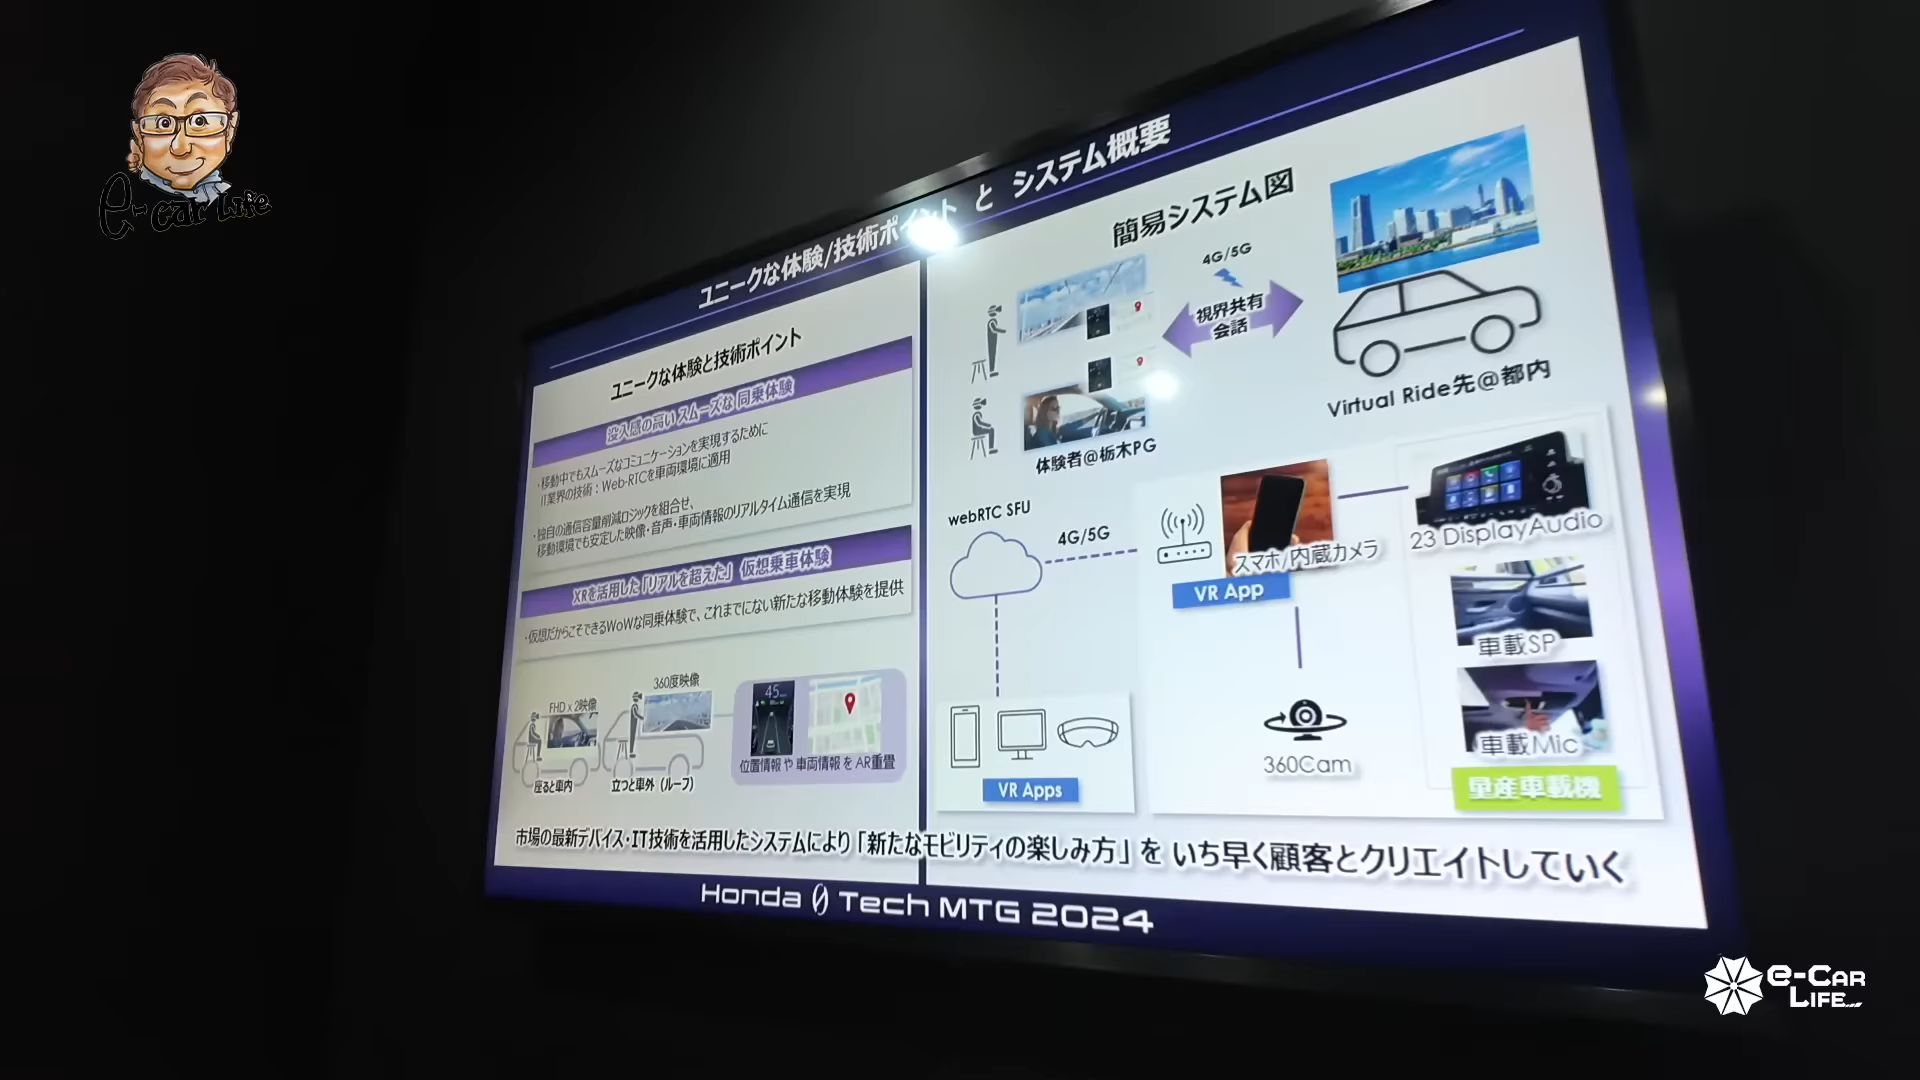 e-car Life
ユニークな体験/技術ポイント と システム概要
ユニークな体験と技術ポイント
没入感の高い スムーズな 同乗体験
・移動中でもスムーズなコミュニケーションを実現するために
IT業界の技術：Web-RTCを車両環境に適用
・独自の通信容量削減ロジックを組合せ、
移動環境でも安定した映像・音声・車両情報のリアルタイム通信を実現
XRを活用した「リアルを超えた」 仮想乗車体験
・仮想だからこそできるWoWな同乗体験で、これまでにない新たな移動体験を提供
FHD x 2映像
360度映像
45
座ると車内
立つと車外（ルーフ）
位置情報 や 車両情報 を AR重畳
簡易システム図
4G/5G
視界共有
会話
体験者@栃木PG
Virtual Ride先@都内
webRTC SFU
4G/5G
スマホ/内蔵カメラ
VR App
23 DisplayAudio
車載SP
車載Mic
量産車載機
360Cam
VR Apps
市場の最新デバイス・IT技術を活用したシステムにより「新たなモビリティの楽しみ方」を いち早く顧客とクリエイトしていく
Honda 0 Tech MTG 2024
e-Car
Life...